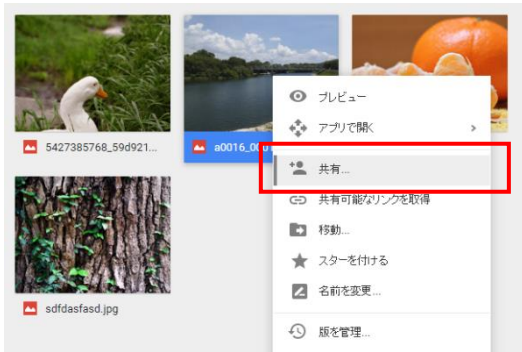 5427385768_59d921...
a0016_000
プレビュー
アプリで開く
共有...
共有可能なリンクを取得
移動...
スターを付ける
名前を変更...
版を管理...
sdfdasfasd.jpg